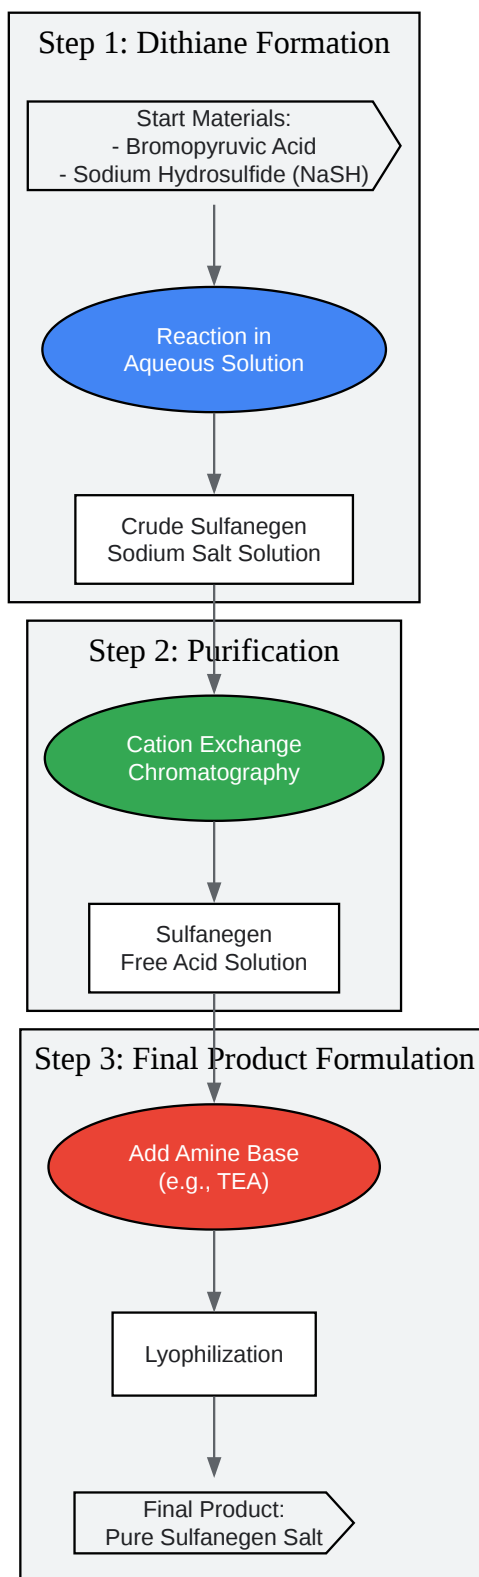 Step 1: Dithiane Formation
Start Materials:
- Bromopyruvic Acid
- Sodium Hydrosulfide (NaSH)
Reaction in
Aqueous Solution
Crude Sulfanegen
Sodium Salt Solution
Step 2: Purification
Cation Exchange
Chromatography
Sulfanegen
Free Acid Solution
Step 3: Final Product Formulation
Add Amine Base
(e.g., TEA)
Lyophilization
Final Product:
Pure Sulfanegen Salt